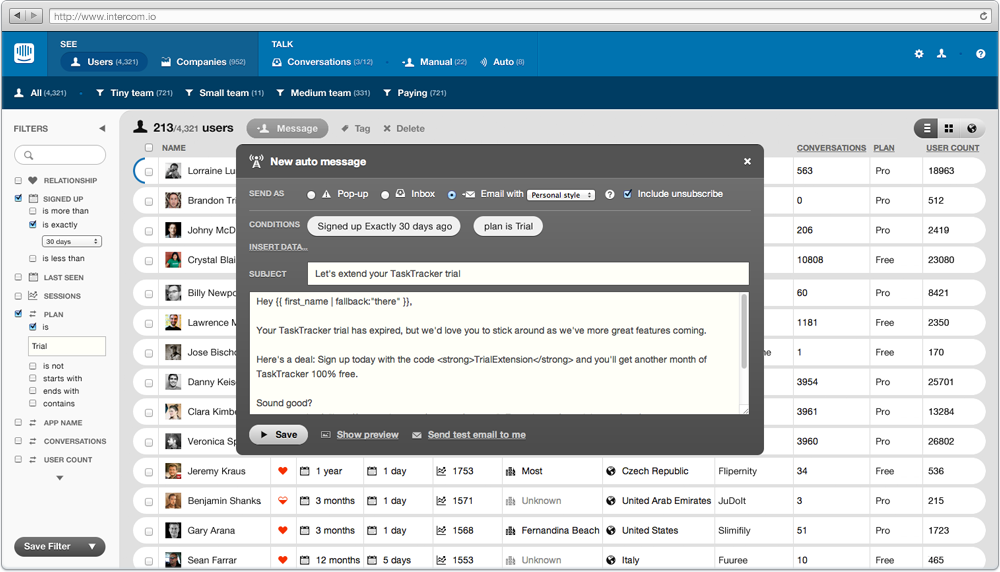 http://www.intercom.io
SEE
Users (4,321)
Companies (952)
TALK
Conversations (3/12)
Manual (22)
Auto (8)
All (4,321)
Tiny team (721)
Small team (11)
Medium team (331)
Paying (721)
FILTERS
RELATIONSHIP
SIGNED UP
is more than
is exactly
30 days
is less than
LAST SEEN
SESSIONS
PLAN
is
Trial
is not
starts with
ends with
contains
APP NAME
CONVERSATIONS
USER COUNT
Save Filter
213/4,321 users
Message
Tag
Delete
NAME CONVERSATIONS PLAN USER COUNT
Lorraine Lu 563 Pro 18963
Brandon Tr 0 Pro 512
Johny McD 206 Pro 2419
Crystal Blai 10808 Free 23080
Billy Newpo 60 Pro 8421
Lawrence M 1181 Free 2350
Jose Bischo 1 Free 170
Danny Keis 3954 Pro 25701
Clara Kimbe 3961 Pro 13284
Veronica Sp 3960 Pro 26802
Jeremy Kraus 1 year 1 day 1753 Most Czech Republic Flipernity 34 Free 536
Benjamin Shanks 3 months 1 day 1571 Unknown United Arab Emirates JuDoIt 3 Pro 215
Gary Arana 3 months 1 day 1568 Fernandina Beach United States Slimifily 51 Pro 1723
Sean Farrar 12 months 5 days 1553 Unknown Italy Fuuree 10 Free 465
New auto message
SEND AS Pop-up Inbox Email with Personal style ? Include unsubscribe
CONDITIONS Signed up Exactly 30 days ago plan is Trial
INSERT DATA...
SUBJECT Let's extend your TaskTracker trial
Hey {{ first_name | fallback:"there" }},
Your TaskTracker trial has expired, but we'd love you to stick around as we've more great features coming.
Here's a deal: Sign up today with the code <strong>TrialExtension</strong> and you'll get another month of
TaskTracker 100% free.
Sound good?
Save
Show preview
Send test email to me